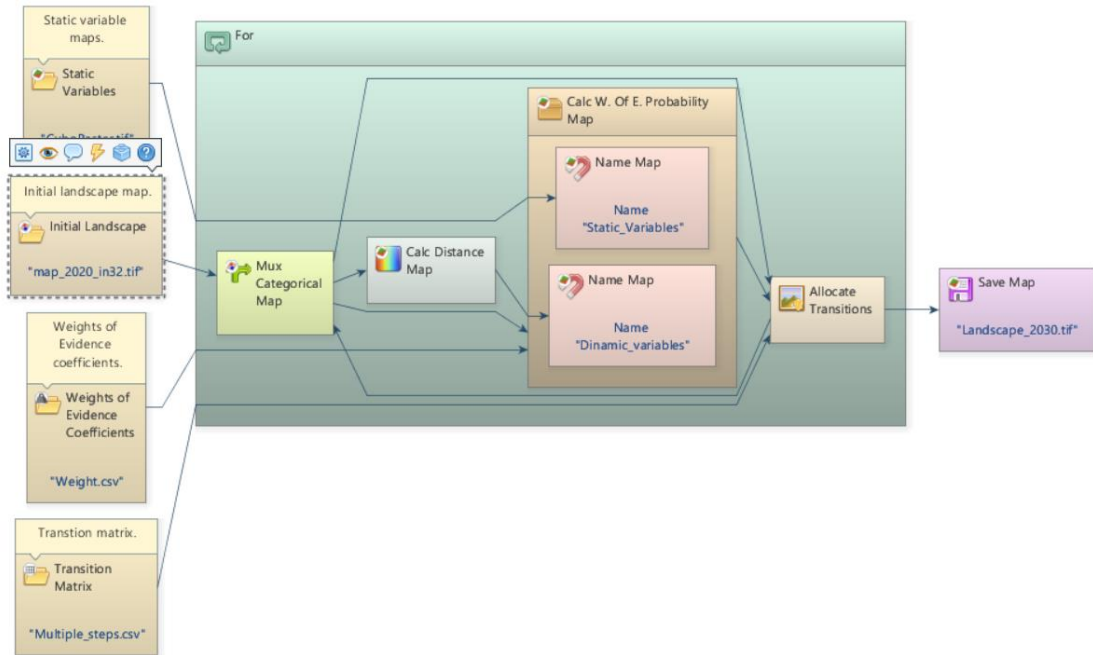 Static variable
maps.
Static
Variables
Initial landscape map.
Initial Landscape
"map_2020_in32.tif"
Weights of
Evidence
coefficients.
Weights of
Evidence
Coefficients
"Weight.csv"
Transtion matrix.
Transition
Matrix
"Multiple_steps.csv"
For
Mux
Categorical
Map
Calc Distance
Map
Calc W. Of E. Probability
Map
Name Map
Name
"Static_Variables"
Name Map
Name
"Dinamic_variables"
Allocate
Transitions
Save Map
"Landscape_2030.tif"